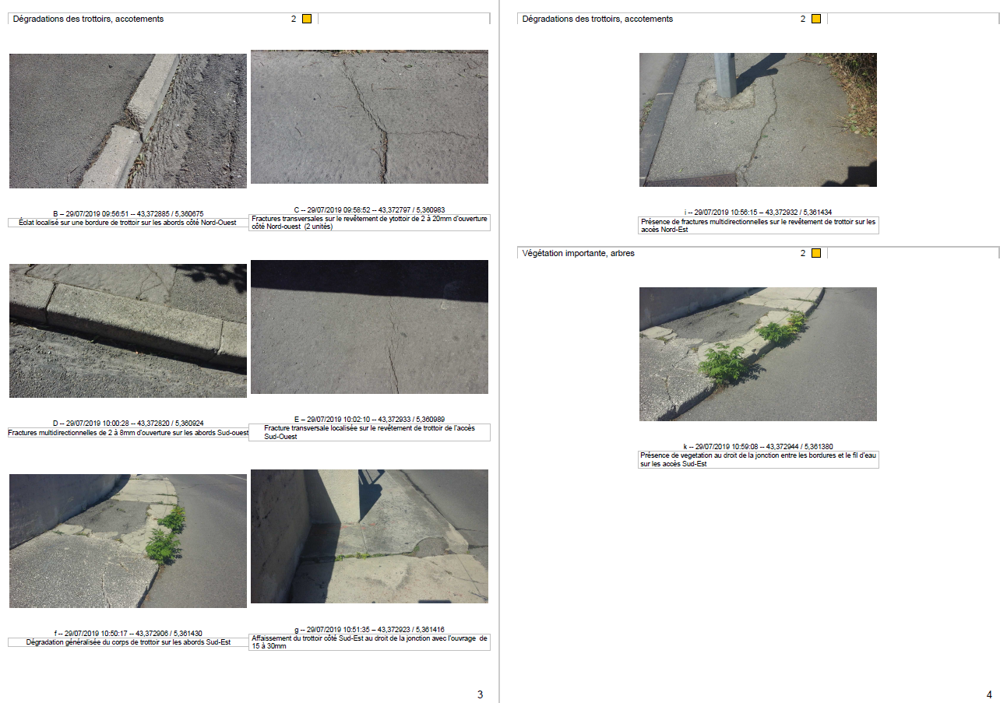 Dégradations des trottoirs, accotements 2
B – 29/07/2019 09:56:51 -- 43,372885 / 5,360675
Éclat localisé sur une bordure de trottoir sur les abords côté Nord-Ouest
C -- 29/07/2019 09:58:52 -- 43,372797 / 5,360983
Fractures transversales sur le revêtement de ytottoir de 2 à 20mm d'ouverture
côté Nord-ouest (2 unités)
D -- 29/07/2019 10:00:28 -- 43,372820 / 5,360924
Fractures multidirectionnelles de 2 à 8mm d'ouverture sur les abords Sud-ouest
E – 29/07/2019 10:02:10 -- 43,372933 / 5,360989
Fracture transversale localisée sur le revêtement de trottoir de l'accès
Sud-Ouest
f -- 29/07/2019 10:50:17 -- 43,372906 / 5,361430
Dégradation généralisée du corps de trottoir sur les abords Sud-Est
g -- 29/07/2019 10:51:35 – 43,372923 / 5,361416
Affaissement du trottoir côté Sud-Est au droit de la jonction avec l'ouvrage de
15 à 30mm
3
Dégradations des trottoirs, accotements 2
i -- 29/07/2019 10:56:15 – 43,372932 / 5,361434
Présence de fractures multidirectionnelles sur le revêtement de trottoir sur les
accès Nord-Est
Végétation importante, arbres 2
k -- 29/07/2019 10:59:08 -- 43,372944 / 5,361380
Présence de vegetation au droit de la jonction entre les bordures et le fil d'eau
sur les accès Sud-Est
4